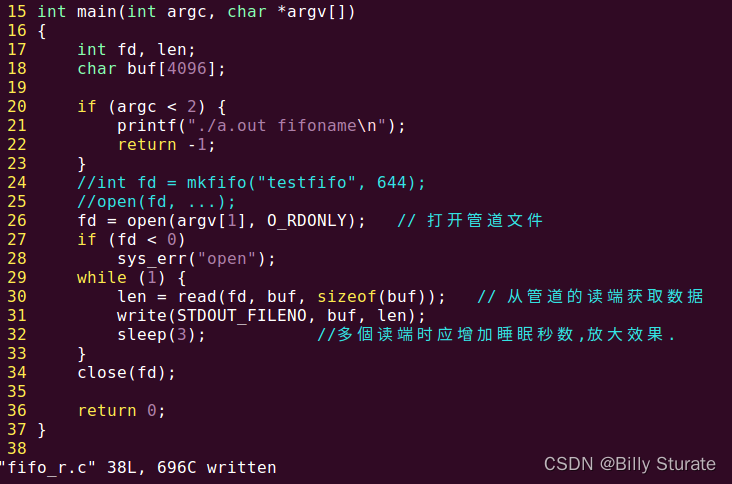 15 int main(int argc, char *argv[])
16 {
17     int fd, len;
18     char buf[4096];
19
20     if (argc < 2) {
21         printf("./a.out fifoname\n");
22         return -1;
23     }
24     //int fd = mkfifo("testfifo", 644);
25     //open(fd, ...);
26     fd = open(argv[1], O_RDONLY);   // 打开管道文件
27     if (fd < 0)
28         sys_err("open");
29     while (1) {
30         len = read(fd, buf, sizeof(buf));   // 从管道的读端获取数据
31         write(STDOUT_FILENO, buf, len);
32         sleep(3);           //多個读端时应增加睡眠秒数,放大效果.
33     }
34     close(fd);
35
36     return 0;
37 }
38
"fifo_r.c" 38L, 696C written
CSDN @Billy Sturate